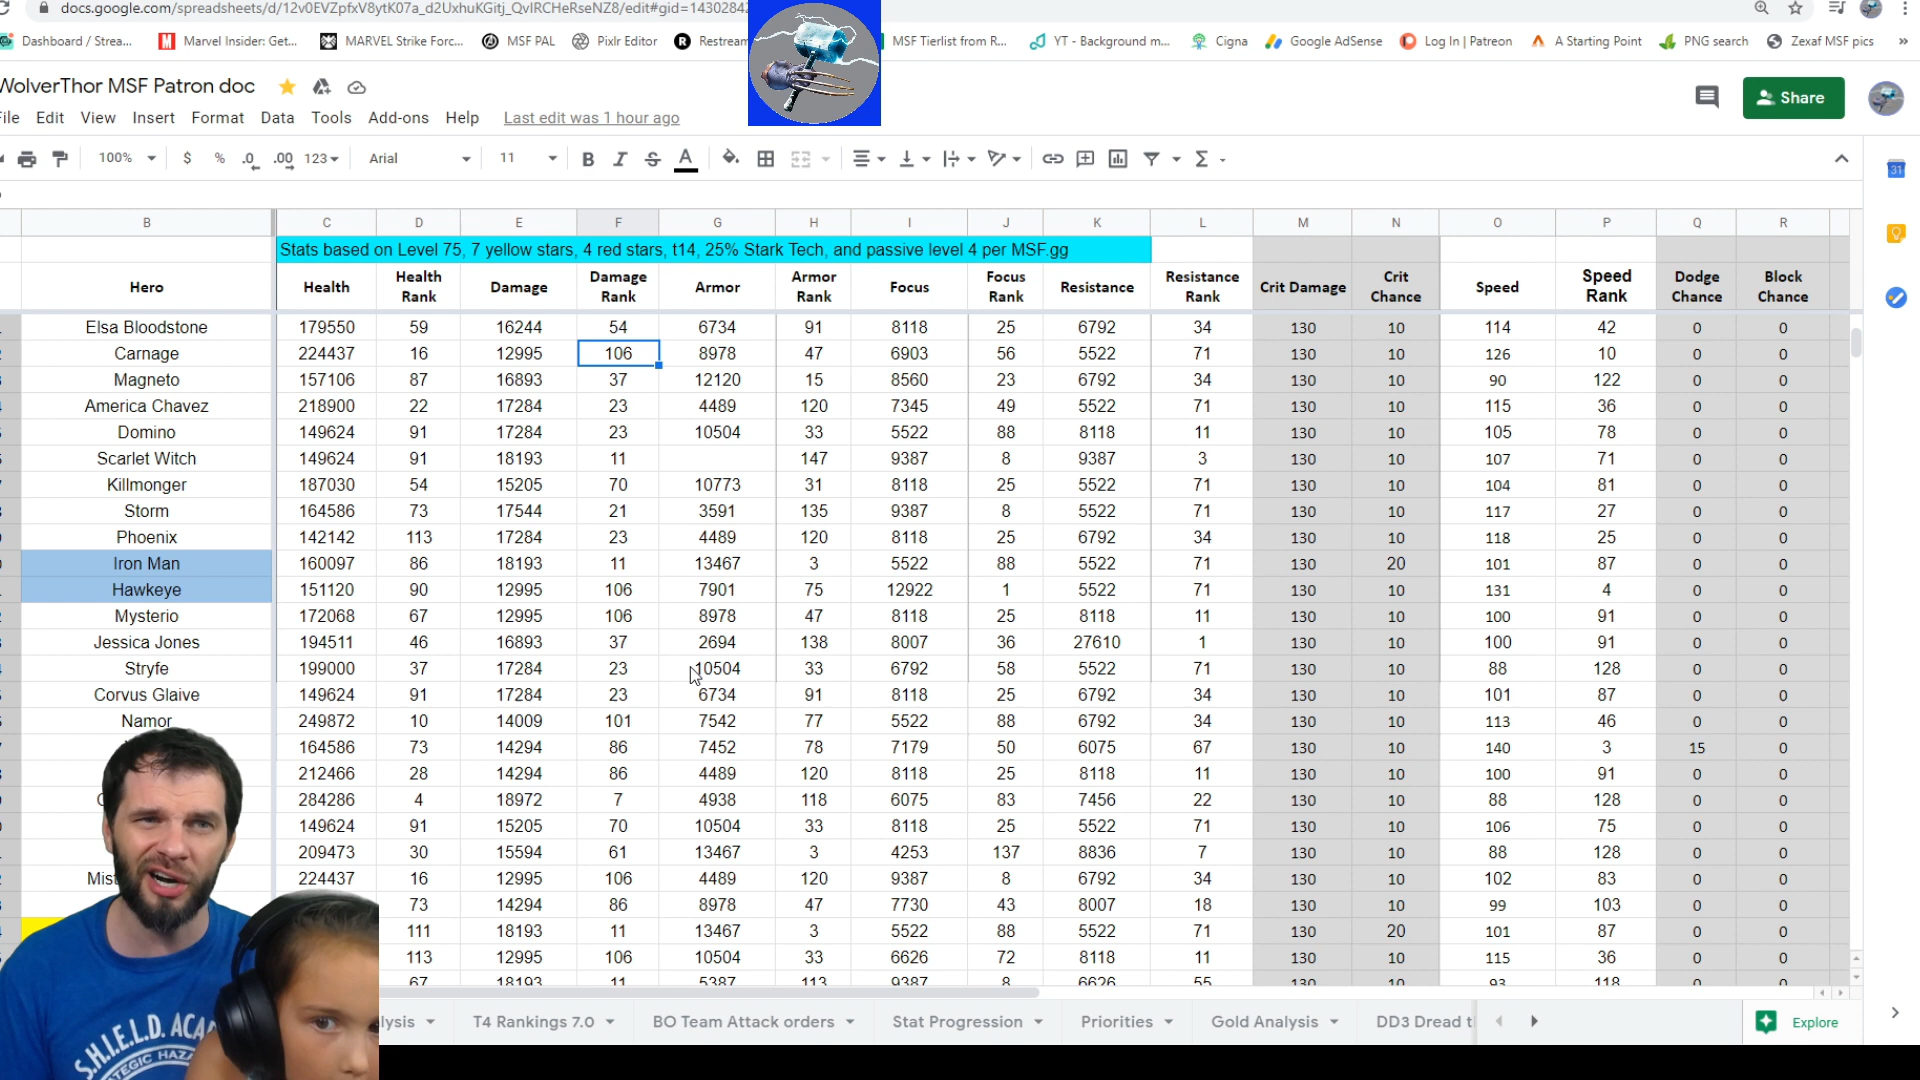 docs.google.com/spreadsheets/d/12v0EVZpfxV8ytK07a_d2UxhuKGitj_QvIRCHeRseNZ8/edit#gid=1430284
Dashboard / Strea... Marvel Insider: Get... MARVEL Strike Forc... MSF PAL Pixlr Editor Restream MSF Tierlist from R... YT - Background m... Cigna Google AdSense Log In | Patreon A Starting Point PNG search Zexaf MSF pics »
WolverThor MSF Patron doc
File Edit View Insert Format Data Tools Add-ons Help Last edit was 1 hour ago
Share
100% $ % .0 .00 123 Arial 11 B I S A
31
B C D E F G H I J K L M N O P Q R
Stats based on Level 75, 7 yellow stars, 4 red stars, t14, 25% Stark Tech, and passive level 4 per MSF.gg
Hero Health Health Rank Damage Damage Rank Armor Armor Rank Focus Focus Rank Resistance Resistance Rank Crit Damage Crit Chance Speed Speed Rank Dodge Chance Block Chance
Elsa Bloodstone 179550 59 16244 54 6734 91 8118 25 6792 34 130 10 114 42 0 0
Carnage 224437 16 12995 106 8978 47 6903 56 5522 71 130 10 126 10 0 0
Magneto 157106 87 16893 37 12120 15 8560 23 6792 34 130 10 90 122 0 0
America Chavez 218900 22 17284 23 4489 120 7345 49 5522 71 130 10 115 36 0 0
Domino 149624 91 17284 23 10504 33 5522 88 8118 11 130 10 105 78 0 0
Scarlet Witch 149624 91 18193 11 147 9387 8 9387 3 130 10 107 71 0 0
Killmonger 187030 54 15205 70 10773 31 8118 25 5522 71 130 10 104 81 0 0
Storm 164586 73 17544 21 3591 135 9387 8 5522 71 130 10 117 27 0 0
Phoenix 142142 113 17284 23 4489 120 8118 25 6792 34 130 10 118 25 0 0
Iron Man 160097 86 18193 11 13467 3 5522 88 5522 71 130 20 101 87 0 0
Hawkeye 151120 90 12995 106 7901 75 12922 1 5522 71 130 10 131 4 0 0
Mysterio 172068 67 12995 106 8978 47 8118 25 8118 11 130 10 100 91 0 0
Jessica Jones 194511 46 16893 37 2694 138 8007 36 27610 1 130 10 100 91 0 0
Stryfe 199000 37 17284 23 10504 33 6792 58 5522 71 130 10 88 128 0 0
Corvus Glaive 149624 91 17284 23 6734 91 8118 25 6792 34 130 10 101 87 0 0
Namor 249872 10 14009 101 7542 77 5522 88 6792 34 130 10 113 46 0 0
164586 73 14294 86 7452 78 7179 50 6075 67 130 10 140 3 15 0
212466 28 14294 86 4489 120 8118 25 8118 11 130 10 100 91 0 0
284286 4 18972 7 4938 118 6075 83 7456 22 130 10 88 128 0 0
149624 91 15205 70 10504 33 8118 25 5522 71 130 10 106 75 0 0
209473 30 15594 61 13467 3 4253 137 8836 7 130 10 88 128 0 0
Mist 224437 16 12995 106 4489 120 9387 8 6792 34 130 10 102 83 0 0
73 14294 86 8978 47 7730 43 8007 18 130 10 99 103 0 0
111 18193 11 13467 3 5522 88 5522 71 130 20 101 87 0 0
113 12995 106 10504 33 6626 72 8118 11 130 10 115 36 0 0
67 18193 11 5387 113 9387 8 6626 55 130 10 93 118 0 0
S.H.I.E.L.D. ACA
lysis T4 Rankings 7.0 BO Team Attack orders Stat Progression Priorities Gold Analysis DD3 Dread t Explore